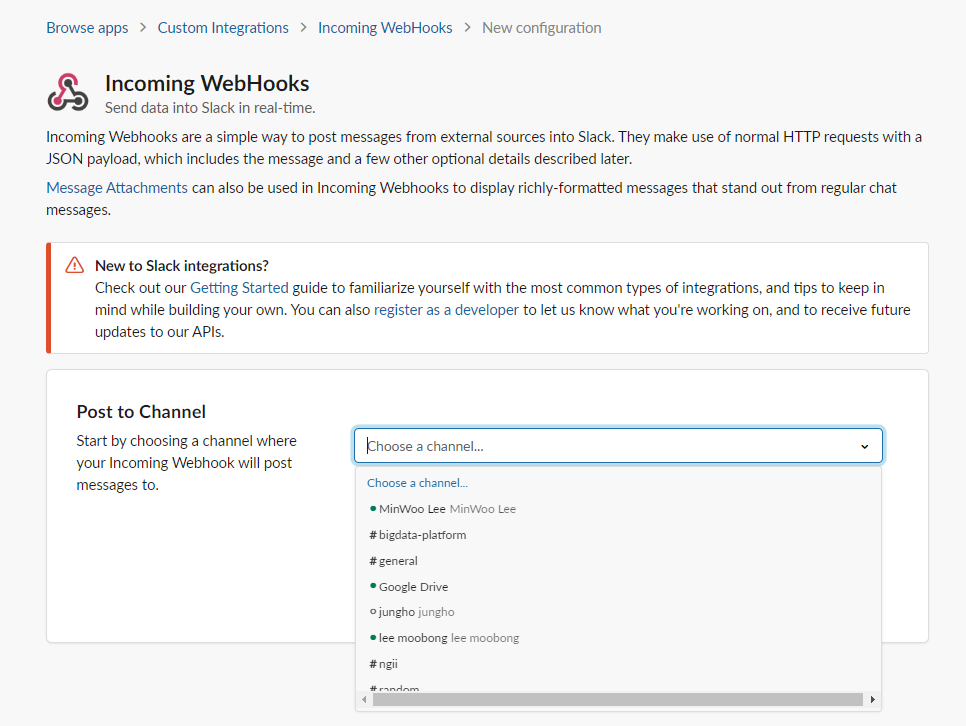 Browse apps > Custom Integrations > Incoming WebHooks > New configuration
Incoming WebHooks
Send data into Slack in real-time.
Incoming Webhooks are a simple way to post messages from external sources into Slack. They make use of normal HTTP requests with a
JSON payload, which includes the message and a few other optional details described later.
Message Attachments can also be used in Incoming Webhooks to display richly-formatted messages that stand out from regular chat
messages.
New to Slack integrations?
Check out our Getting Started guide to familiarize yourself with the most common types of integrations, and tips to keep in
mind while building your own. You can also register as a developer to let us know what you're working on, and to receive future
updates to our APIs.
Post to Channel
Start by choosing a channel where
your Incoming Webhook will post
messages to.
Choose a channel...
Choose a channel...
MinWoo Lee MinWoo Lee
#bigdata-platform
#general
Google Drive
jungho jungho
lee moobong lee moobong
#ngii
#random